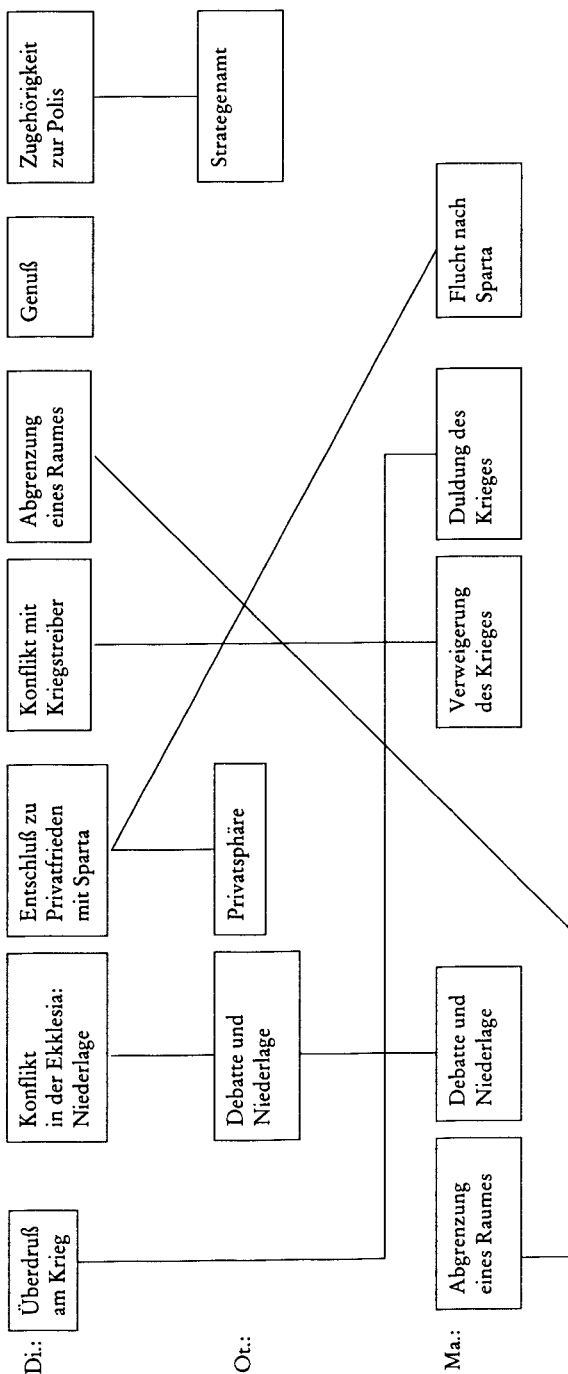 Di.:
Überdruß
am Krieg
Konflikt
in der Ekklesia:
Niederlage
Entschluß zu
Privatfrieden
mit Sparta
Konflikt mit
Kriegstreiber
Abgrenzung
eines Raumes
Genuß
Zugehörigkeit
zur Polis
Ot.:
Debatte und
Niederlage
Privatsphäre
Strategenamt
Ma.:
Abgrenzung
eines Raumes
Debatte und
Niederlage
Verweigerung
des Krieges
Duldung des
Krieges
Flucht nach
Sparta